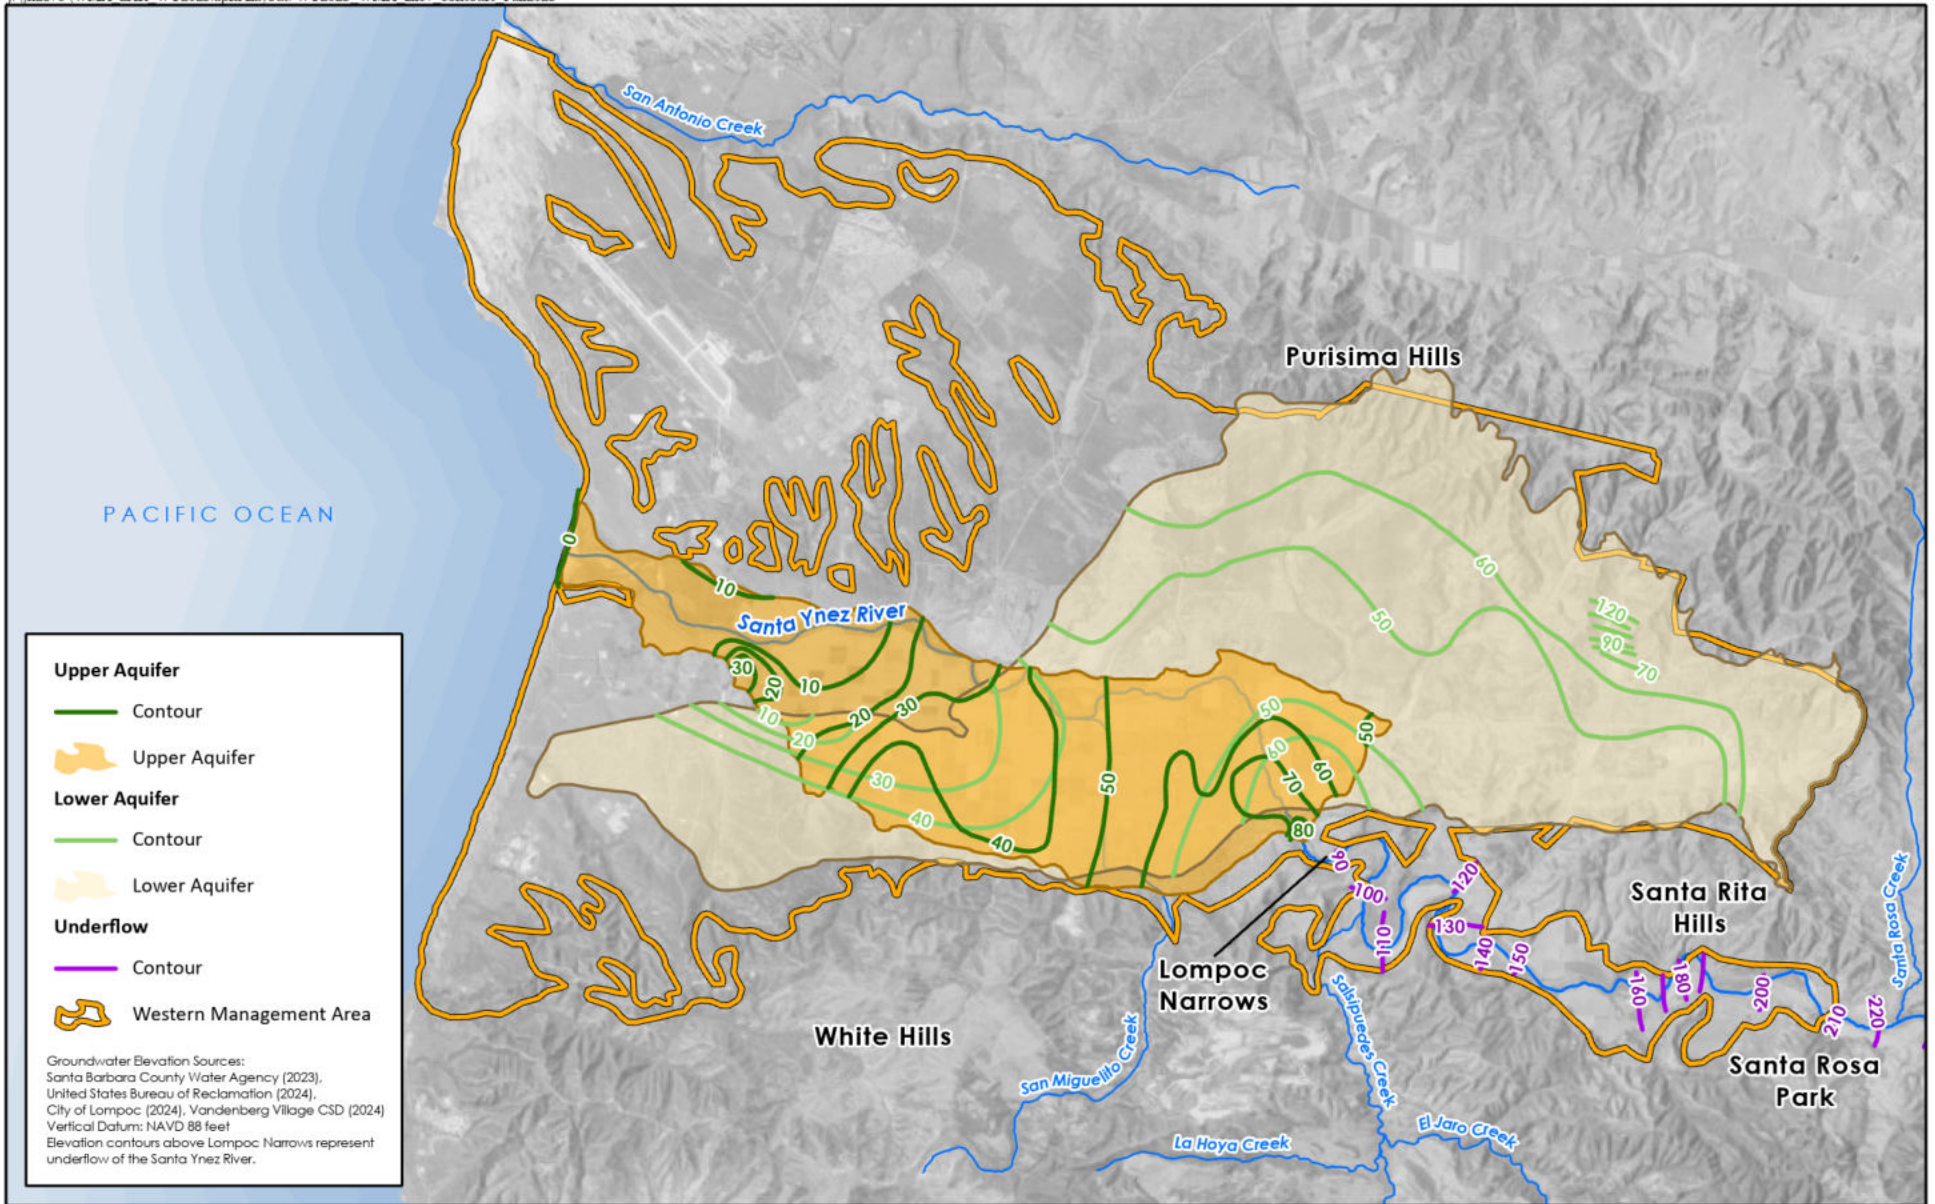 San Antonio Creek
Purisima Hills
PACIFIC OCEAN
0
10
Santa Ynez River
30
20
10
10
20
30
20
30
40
40
50
50
60
50
60
70
80
50
60
50
120
90
70
Upper Aquifer
Contour
Upper Aquifer
Lower Aquifer
Contour
Lower Aquifer
Underflow
Contour
Western Management Area
Groundwater Elevation Sources:
Santa Barbara County Water Agency (2023),
United States Bureau of Reclamation (2024),
City of Lompoc (2024), Vandenberg Village CSD (2024)
Vertical Datum: NAVD 88 feet
Elevation contours above Lompoc Narrows represent
underflow of the Santa Ynez River.
90
100
110
120
130
140
150
160
180
200
210
220
Santa Rita
Hills
Santa Rosa Creek
Lompoc
Narrows
White Hills
San Miguelito Creek
Salsipuedes Creek
Santa Rosa
Park
La Hoya Creek
El Jaro Creek